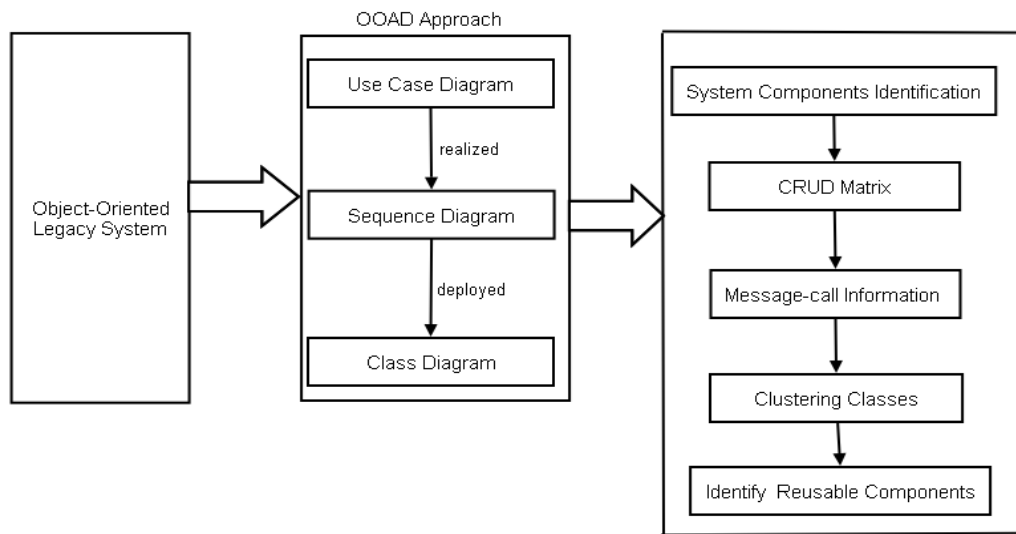 OOAD Approach
Object-Oriented
Legacy System
Use Case Diagram
realized
Sequence Diagram
deployed
Class Diagram
System Components Identification
CRUD Matrix
Message-call Information
Clustering Classes
Identify Reusable Components